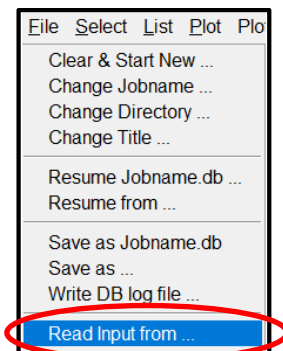 File Select List Plot Plo
Clear & Start New ...
Change Jobname ...
Change Directory ...
Change Title ...
Resume Jobname.db ...
Resume from ...
Save as Jobname.db
Save as ...
Write DB log file ...
Read Input from ...